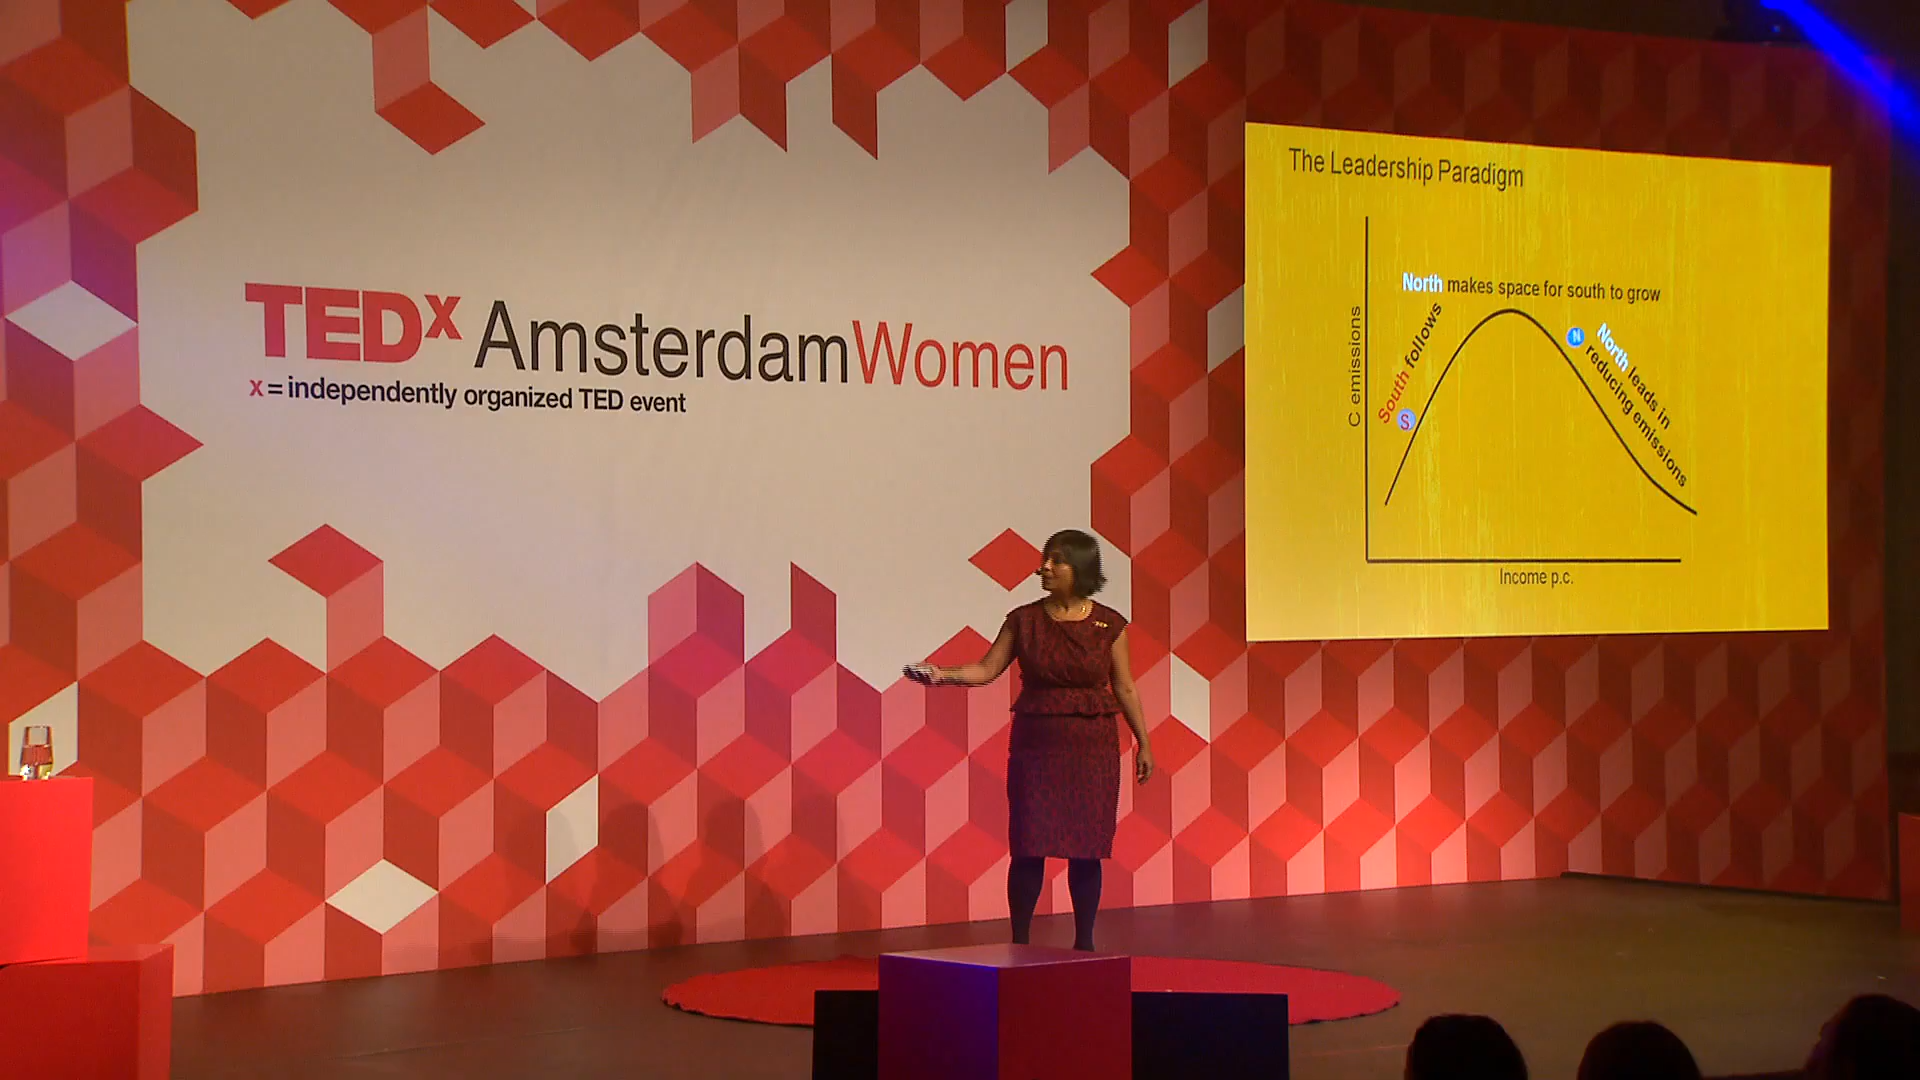 TEDx AmsterdamWomen
x = independently organized TED event
The Leadership Paradigm
North makes space for south to grow
South follows
S
N
North leads in
reducing emissions
C emissions
Income p.c.